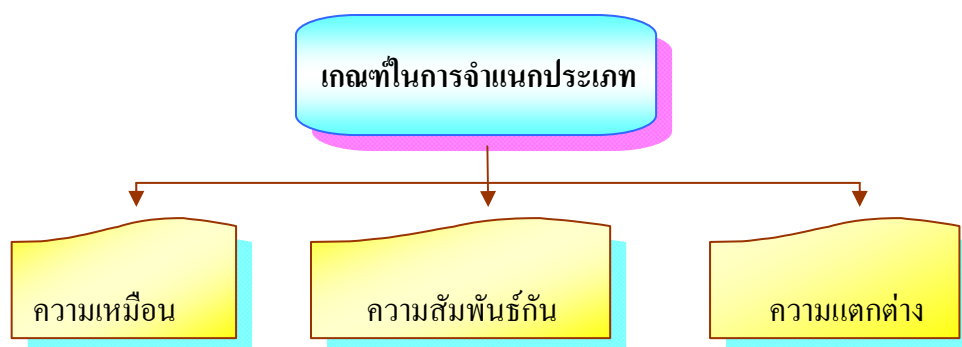 เกณฑ์ในการจำแนกประเภท
ความเหมือน
ความสัมพันธ์กัน
ความแตกต่าง